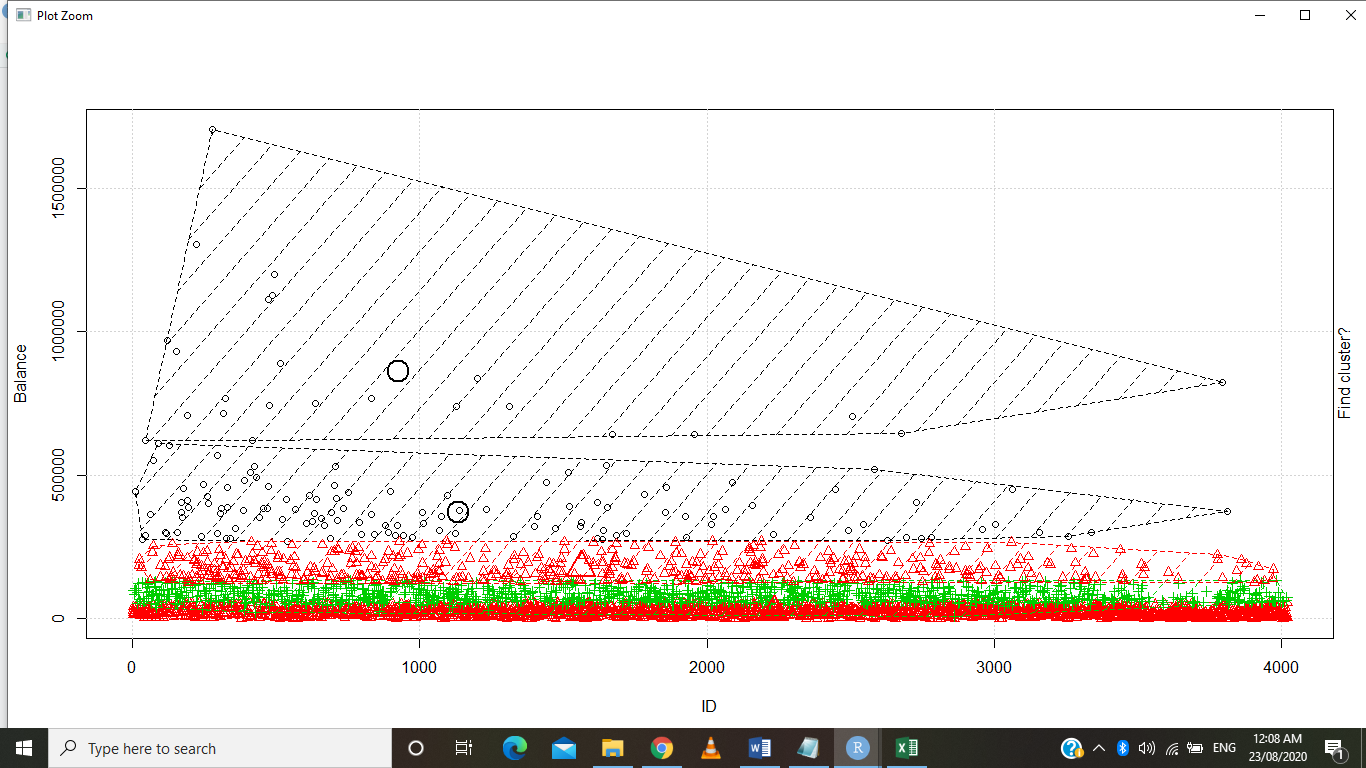 Plot Zoom
Balance
1500000
1000000
500000
0
0 1000 2000 3000 4000
ID
Find cluster?
Type here to search
W
R
X
ENG
12:08 AM
23/08/2020
1